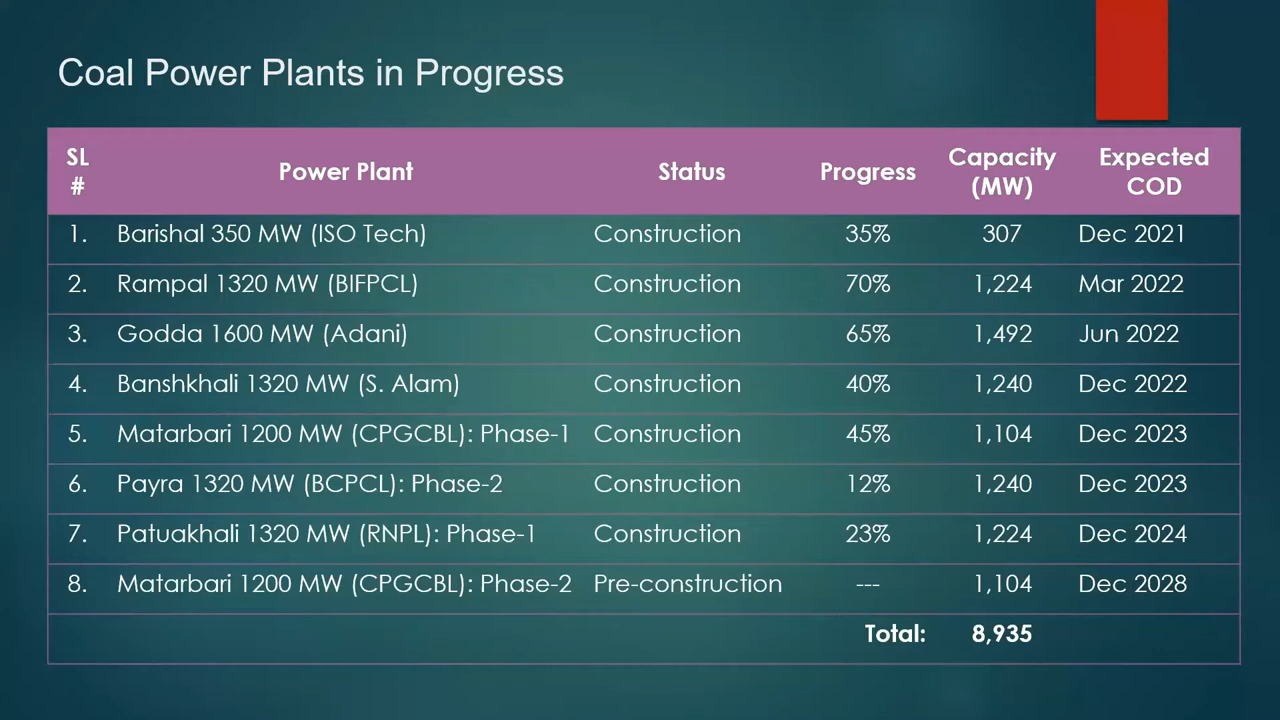 Coal Power Plants in Progress
SL # Power Plant Status Progress Capacity (MW) Expected COD
1. Barishal 350 MW (ISO Tech) Construction 35% 307 Dec 2021
2. Rampal 1320 MW (BIFPCL) Construction 70% 1,224 Mar 2022
3. Godda 1600 MW (Adani) Construction 65% 1,492 Jun 2022
4. Banshkhali 1320 MW (S. Alam) Construction 40% 1,240 Dec 2022
5. Matarbari 1200 MW (CPGCBL): Phase-1 Construction 45% 1,104 Dec 2023
6. Payra 1320 MW (BCPCL): Phase-2 Construction 12% 1,240 Dec 2023
7. Patuakhali 1320 MW (RNPL): Phase-1 Construction 23% 1,224 Dec 2024
8. Matarbari 1200 MW (CPGCBL): Phase-2 Pre-construction --- 1,104 Dec 2028
Total: 8,935